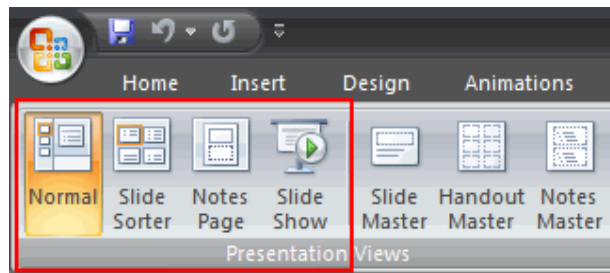 Home Insert Design Animations
Normal Slide Sorter Notes Page Slide Show Slide Master Handout Master Notes Master
Presentation Views